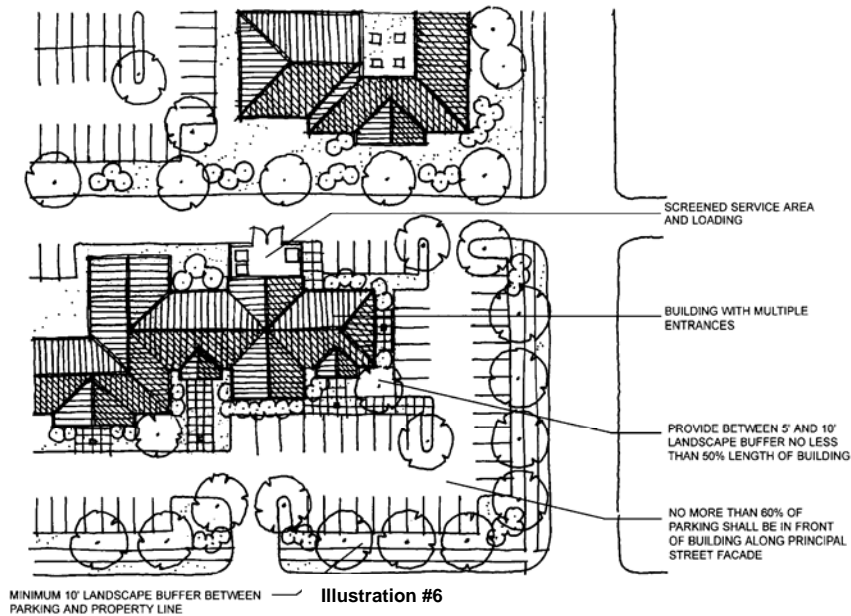 SCREENED SERVICE AREA
AND LOADING
BUILDING WITH MULTIPLE
ENTRANCES
PROVIDE BETWEEN 5' AND 10'
LANDSCAPE BUFFER NO LESS
THAN 50% LENGTH OF BUILDING
NO MORE THAN 60% OF
PARKING SHALL BE IN FRONT
OF BUILDING ALONG PRINCIPAL
STREET FACADE
MINIMUM 10' LANDSCAPE BUFFER BETWEEN
PARKING AND PROPERTY LINE
Illustration #6